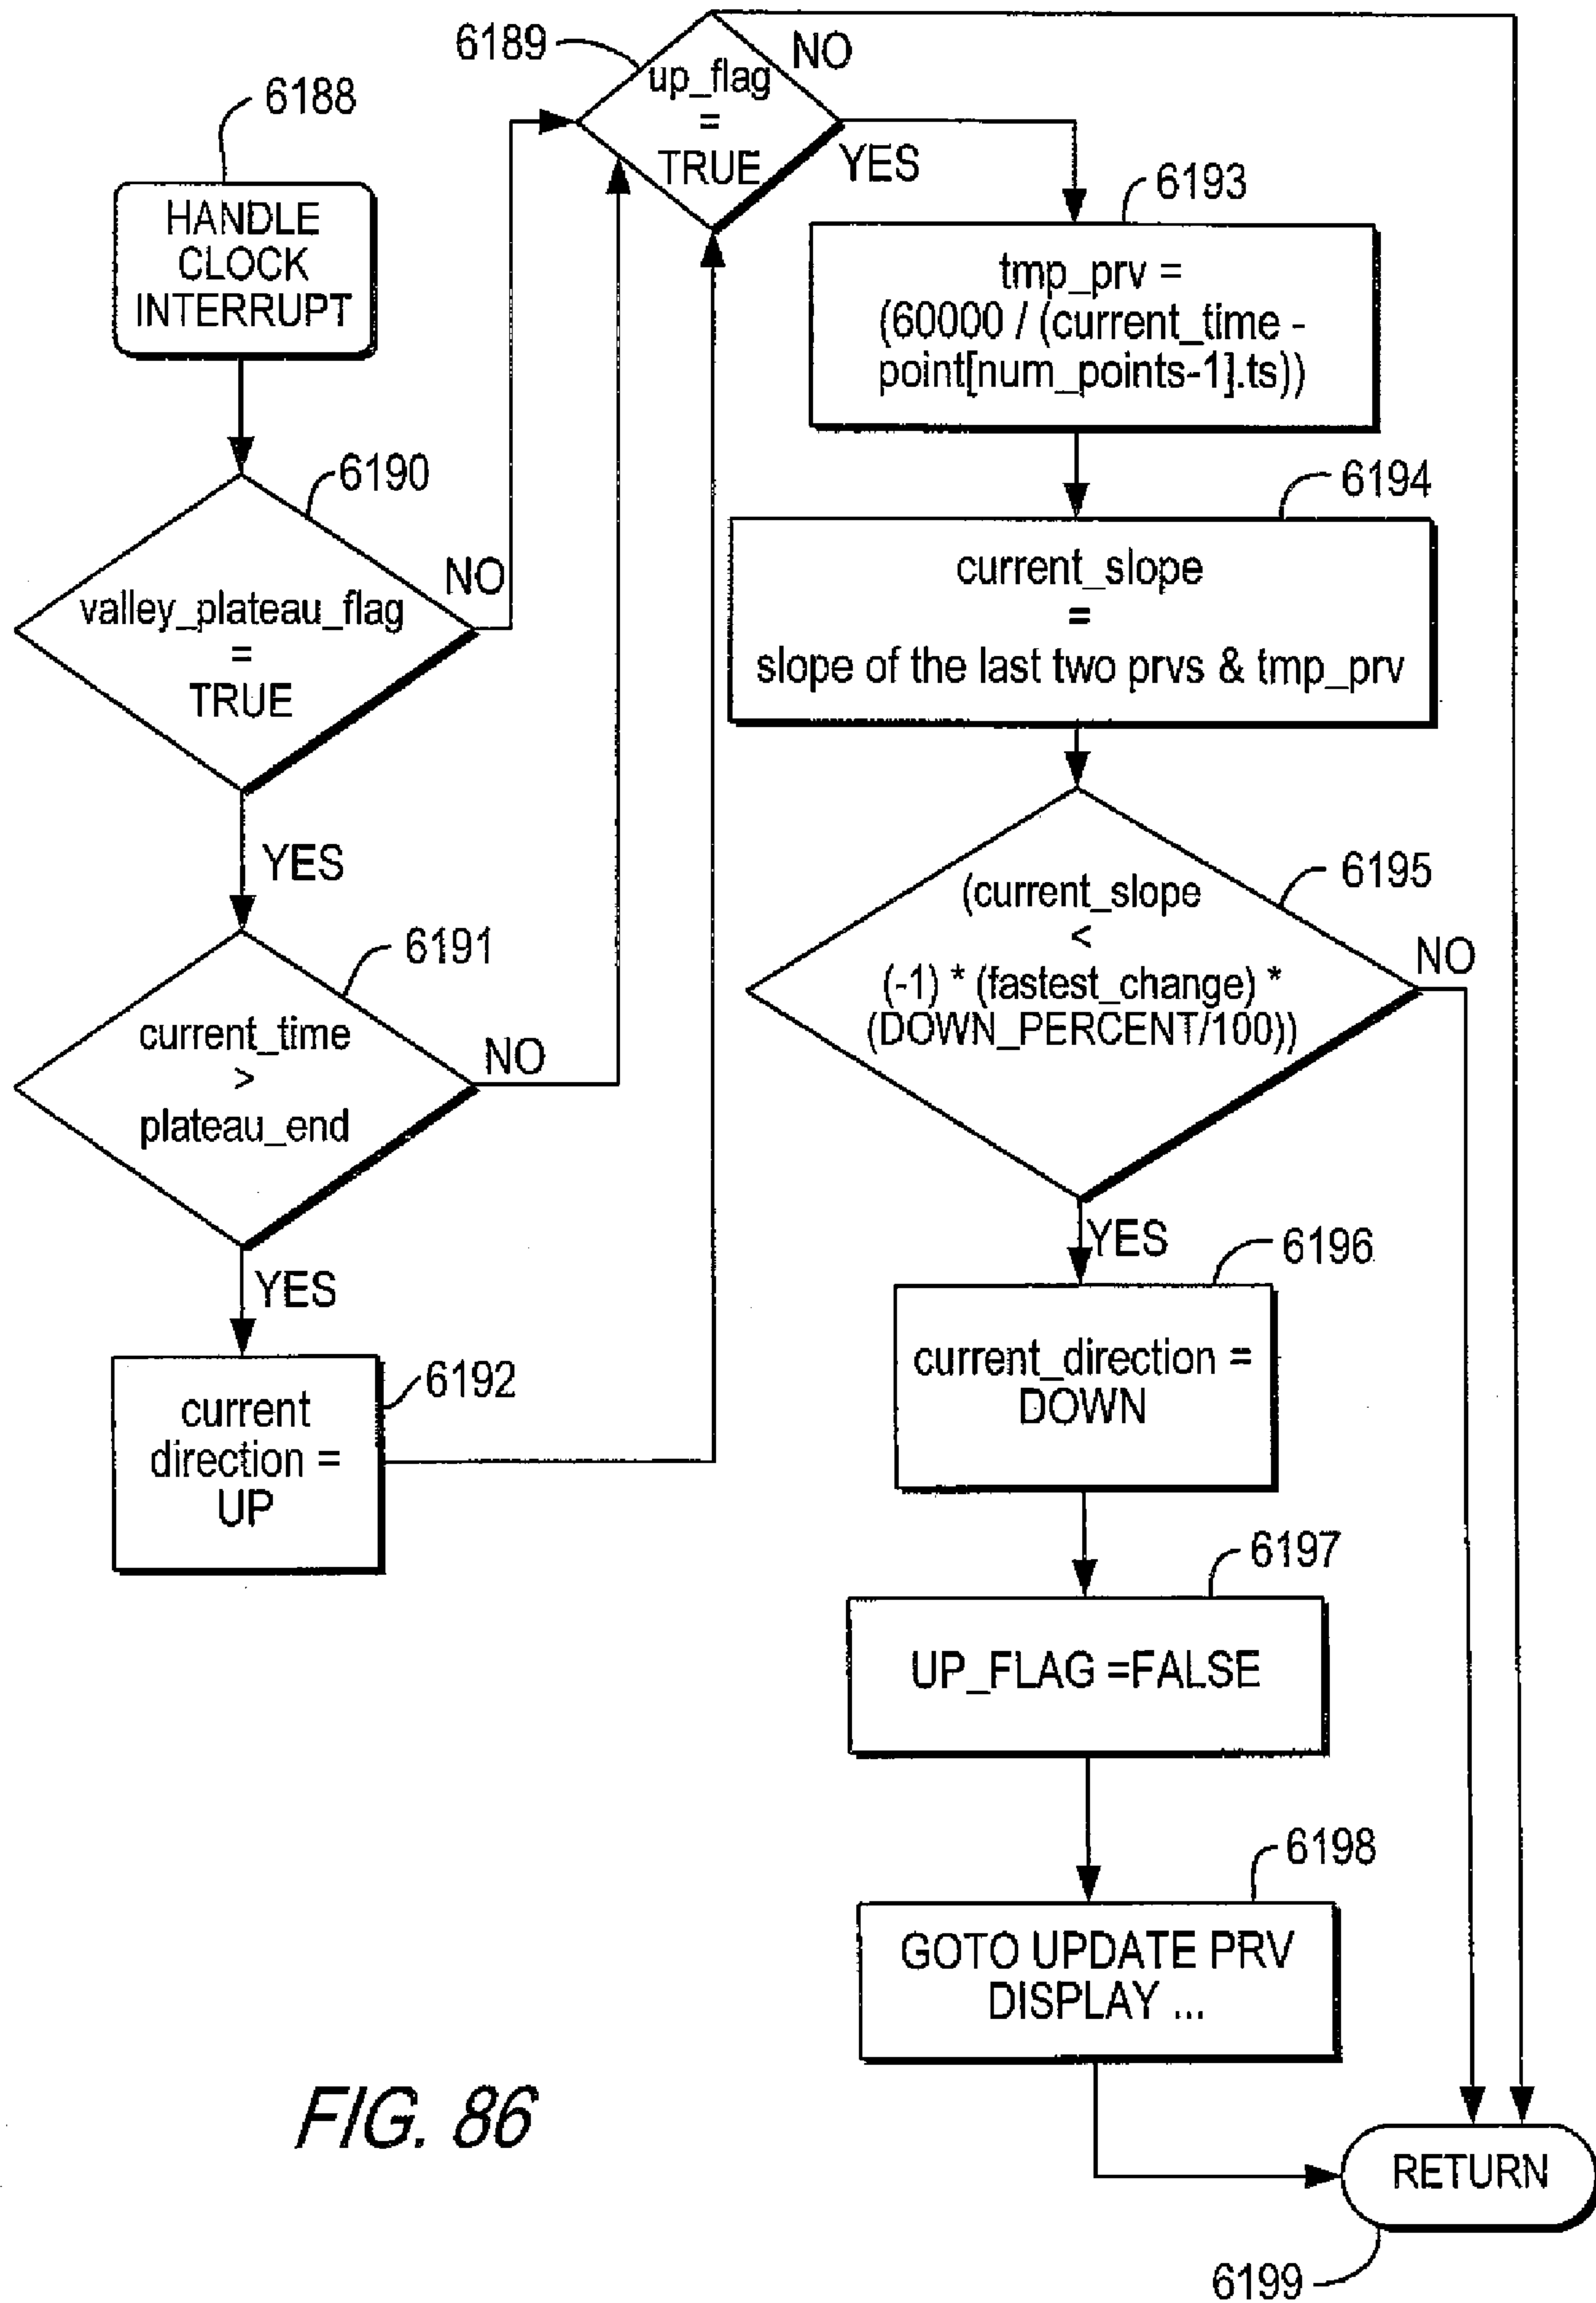 6188
HANDLE
CLOCK
INTERRUPT
6190
valley_plateau_flag
=
TRUE
NO
YES
6191
current_time
>
plateau_end
NO
YES
6192
current
direction =
UP
6189
up_flag
=
TRUE
NO
YES
6193
tmp_prv =
(60000 / (current_time -
point[num_points-1].ts))
6194
current_slope
=
slope of the last two prvs & tmp_prv
6195
(current_slope
<
(-1) * (fastest_change) *
(DOWN_PERCENT/100))
NO
YES
6196
current_direction =
DOWN
6197
UP_FLAG =FALSE
6198
GOTO UPDATE PRV
DISPLAY ...
RETURN
6199
FIG. 86